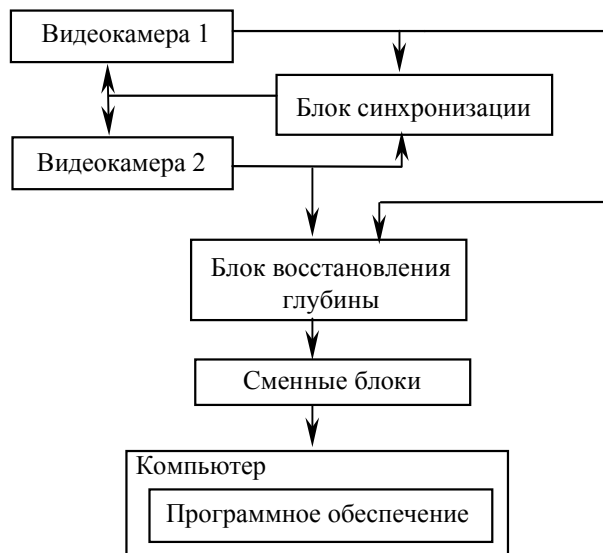 Видеокамера 1
Блок синхронизации
Видеокамера 2
Блок восстановления
глубины
Сменные блоки
Компьютер
Программное обеспечение